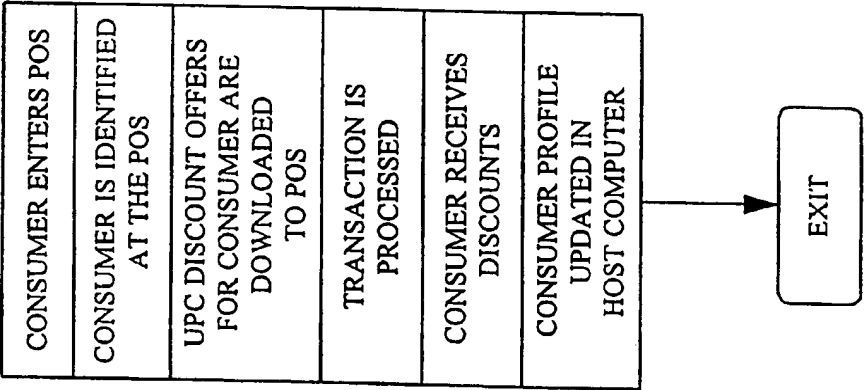 CONSUMER ENTERS POS
CONSUMER IS IDENTIFIED
AT THE POS
UPC DISCOUNT OFFERS
FOR CONSUMER ARE
DOWNLOADED
TO POS
TRANSACTION IS
PROCESSED
CONSUMER RECEIVES
DISCOUNTS
CONSUMER PROFILE
UPDATED IN
HOST COMPUTER
EXIT